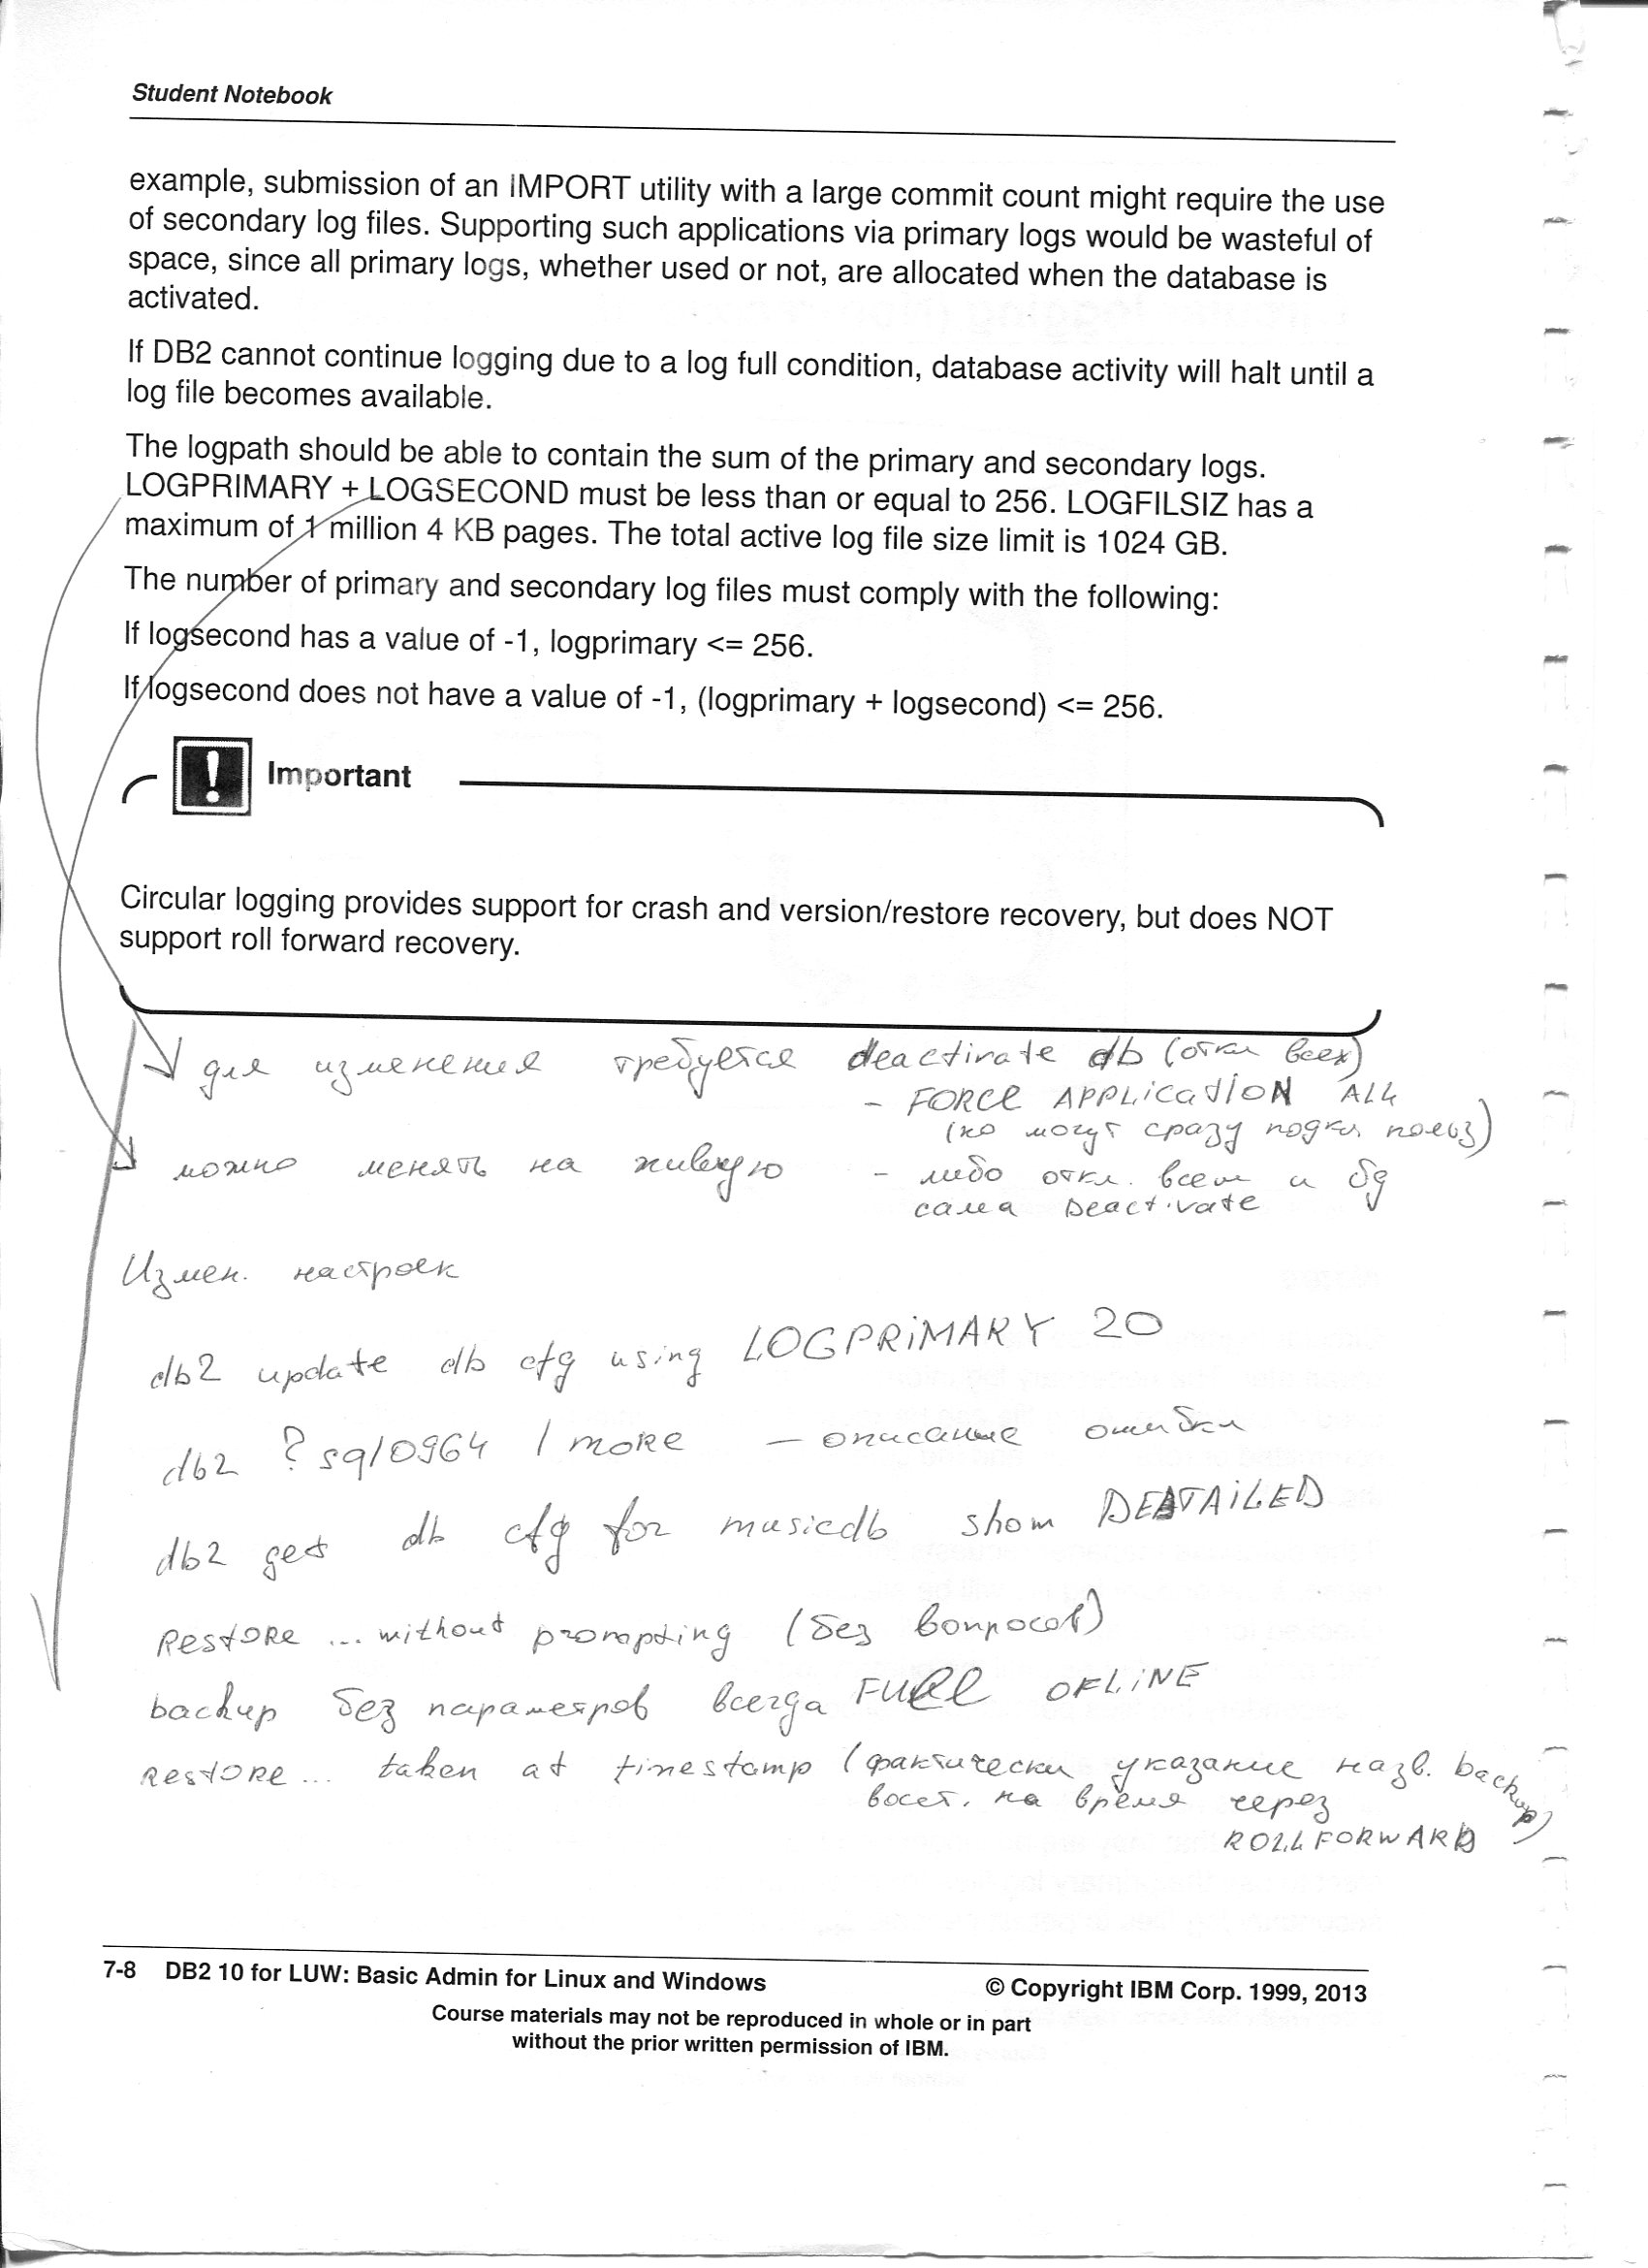 Student Notebook
example, submission of an IMPORT utility with a large commit count might require the use
of secondary log files. Supporting such applications via primary logs would be wasteful of
space, since all primary logs, whether used or not, are allocated when the database is
activated.
If DB2 cannot continue logging due to a log full condition, database activity will halt until a
log file becomes available.
The logpath should be able to contain the sum of the primary and secondary logs.
LOGPRIMARY + LOGSECOND must be less than or equal to 256. LOGFILSIZ has a
maximum of 1 million 4 KB pages. The total active log file size limit is 1024 GB.
The number of primary and secondary log files must comply with the following:
If logsecond has a value of -1, logprimary <= 256.
If logsecond does not have a value of -1, (logprimary + logsecond) <= 256.
! Important
Circular logging provides support for crash and version/restore recovery, but does NOT
support roll forward recovery.
для изменения требуется deactivate db (откл всех)
- FORCE APPLICATION ALL
(но могут сразу подкл. польз)
можно менять на живую - либо откл. всем и бд
сама Deactivate
Измен. настроек
db2 update db cfg using LOGPRIMARY 20
db2 ? sql0964 | more — описание ошибки
db2 get db cfg for musicdb show DETAILED
RESTORE ... without prompting (без вопросов)
backup без параметров всегда FULL OFLINE
RESTORE ... taken at timestamp (фактически указание назв. backup)
восст. на время через
ROLLFORWARD
7-8 DB2 10 for LUW: Basic Admin for Linux and Windows © Copyright IBM Corp. 1999, 2013
Course materials may not be reproduced in whole or in part
without the prior written permission of IBM.